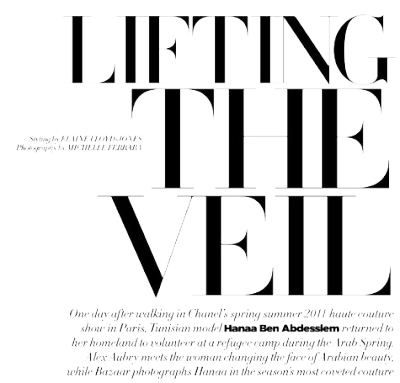 LIFTING
THE
Styling by ELAINE LLOYD-JONES
Photographs by MICHELLE FERRARA
VEIL
One day after walking in Chanel's spring summer 2011 haute couture
show in Paris, Tunisian model Hanaa Ben Abdesslem returned to
her homeland to volunteer at a refugee camp during the Arab Spring.
Alex Aubry meets the woman changing the face of Arabian beauty,
while Bazaar photographs Hanaa in the season's most coveted couture